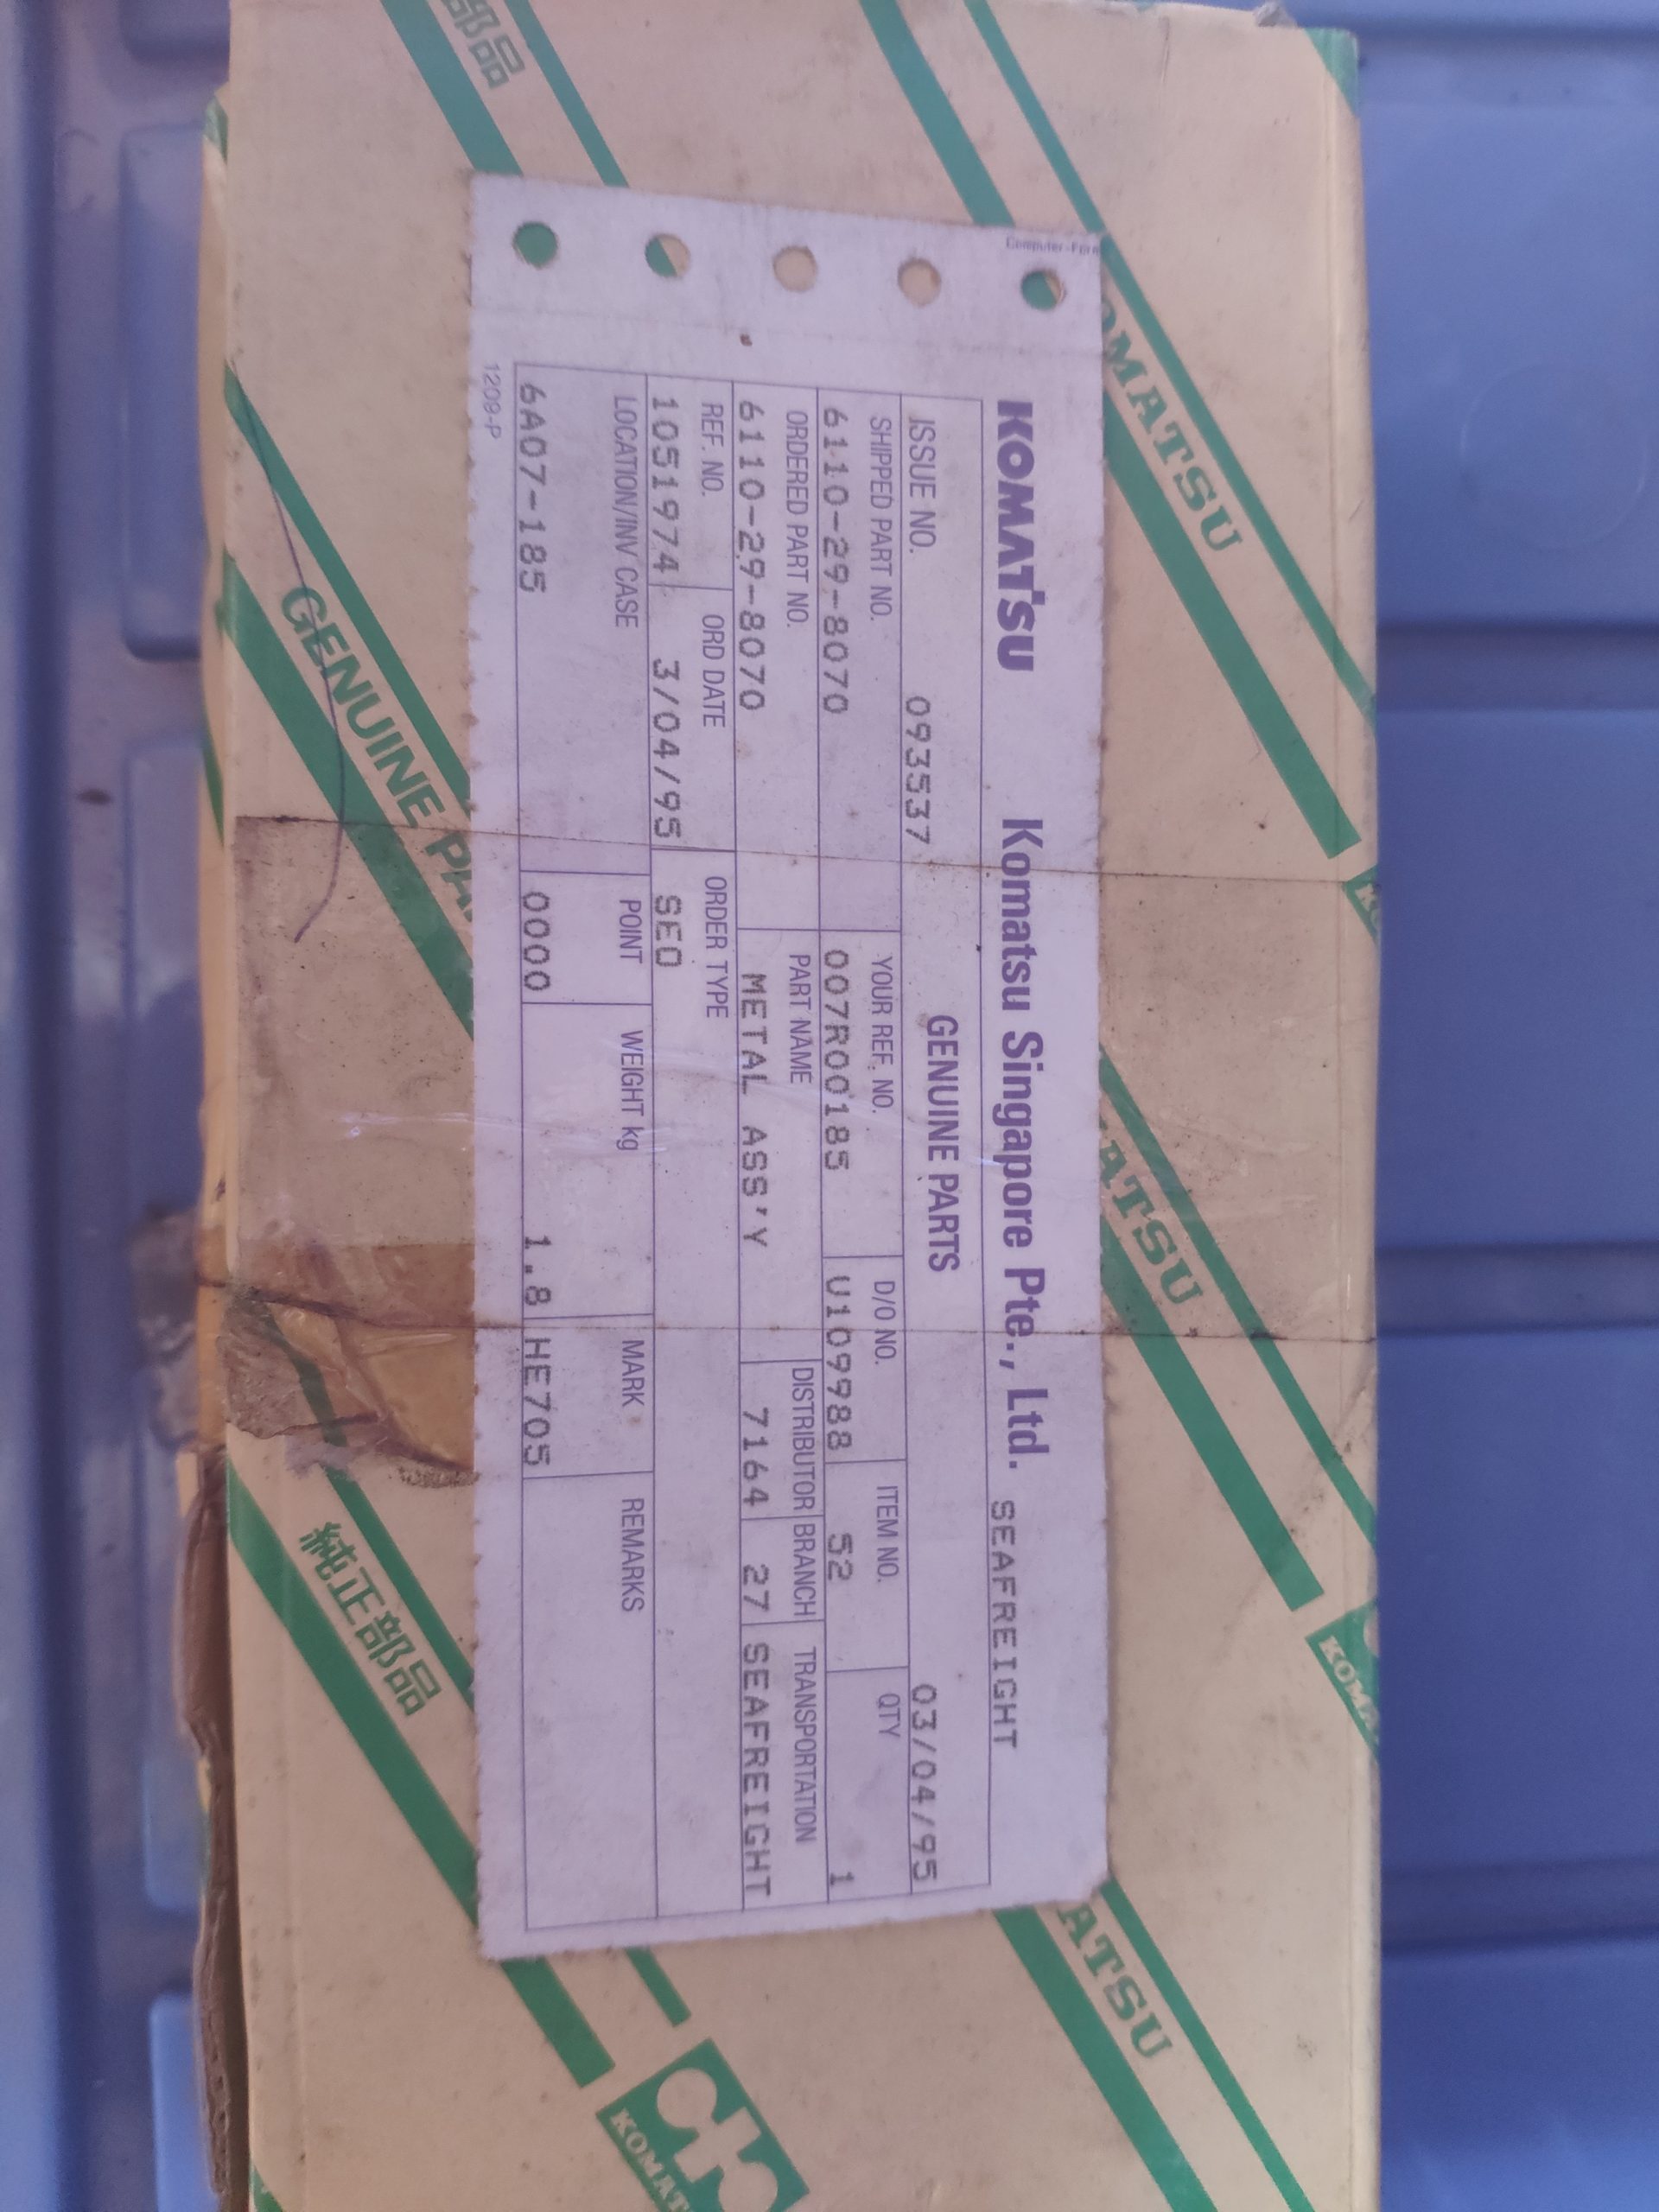 Computer-Form
KOMATSU Komatsu Singapore Pte., Ltd. SEAFREIGHT
ISSUE NO. 093537 GENUINE PARTS 03/04/95
SHIPPED PART NO. YOUR REF. NO. D/O NO. ITEM NO. QTY
6110-29-8070 007R00185 U109988 52 1
ORDERED PART NO. PART NAME DISTRIBUTOR BRANCH TRANSPORTATION
6110-29-8070 METAL ASS'Y 7164 27 SEAFREIGHT
REF. NO. ORD DATE ORDER TYPE
1051974 3/04/95 SEO
LOCATION/INV CASE POINT WEIGHT kg MARK REMARKS
6A07-185 0000 1.8 HE705
1209-P
KOMATSU
GENUINE
純正部品
KOMATSU